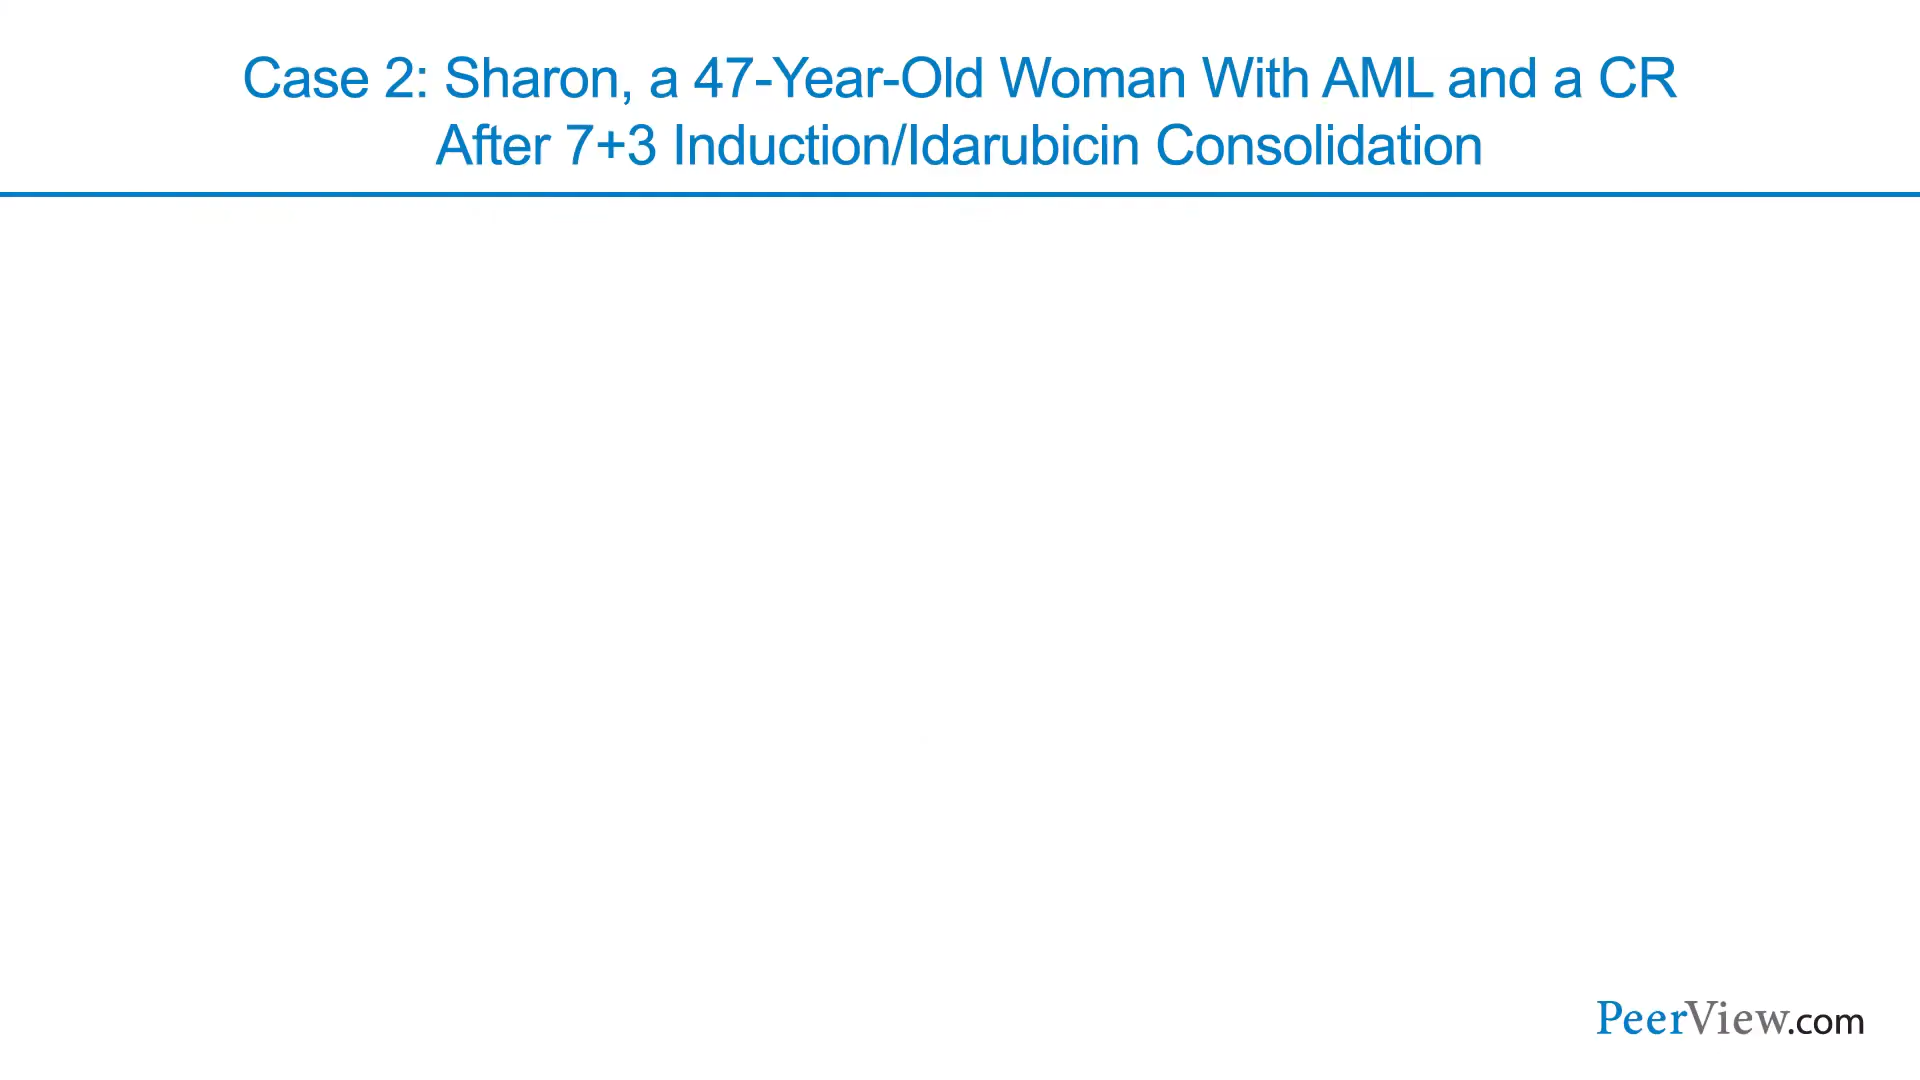 Case 2: Sharon, a 47-Year-Old Woman With AML and a CR
After 7+3 Induction/Idarubicin Consolidation
PeerView.com